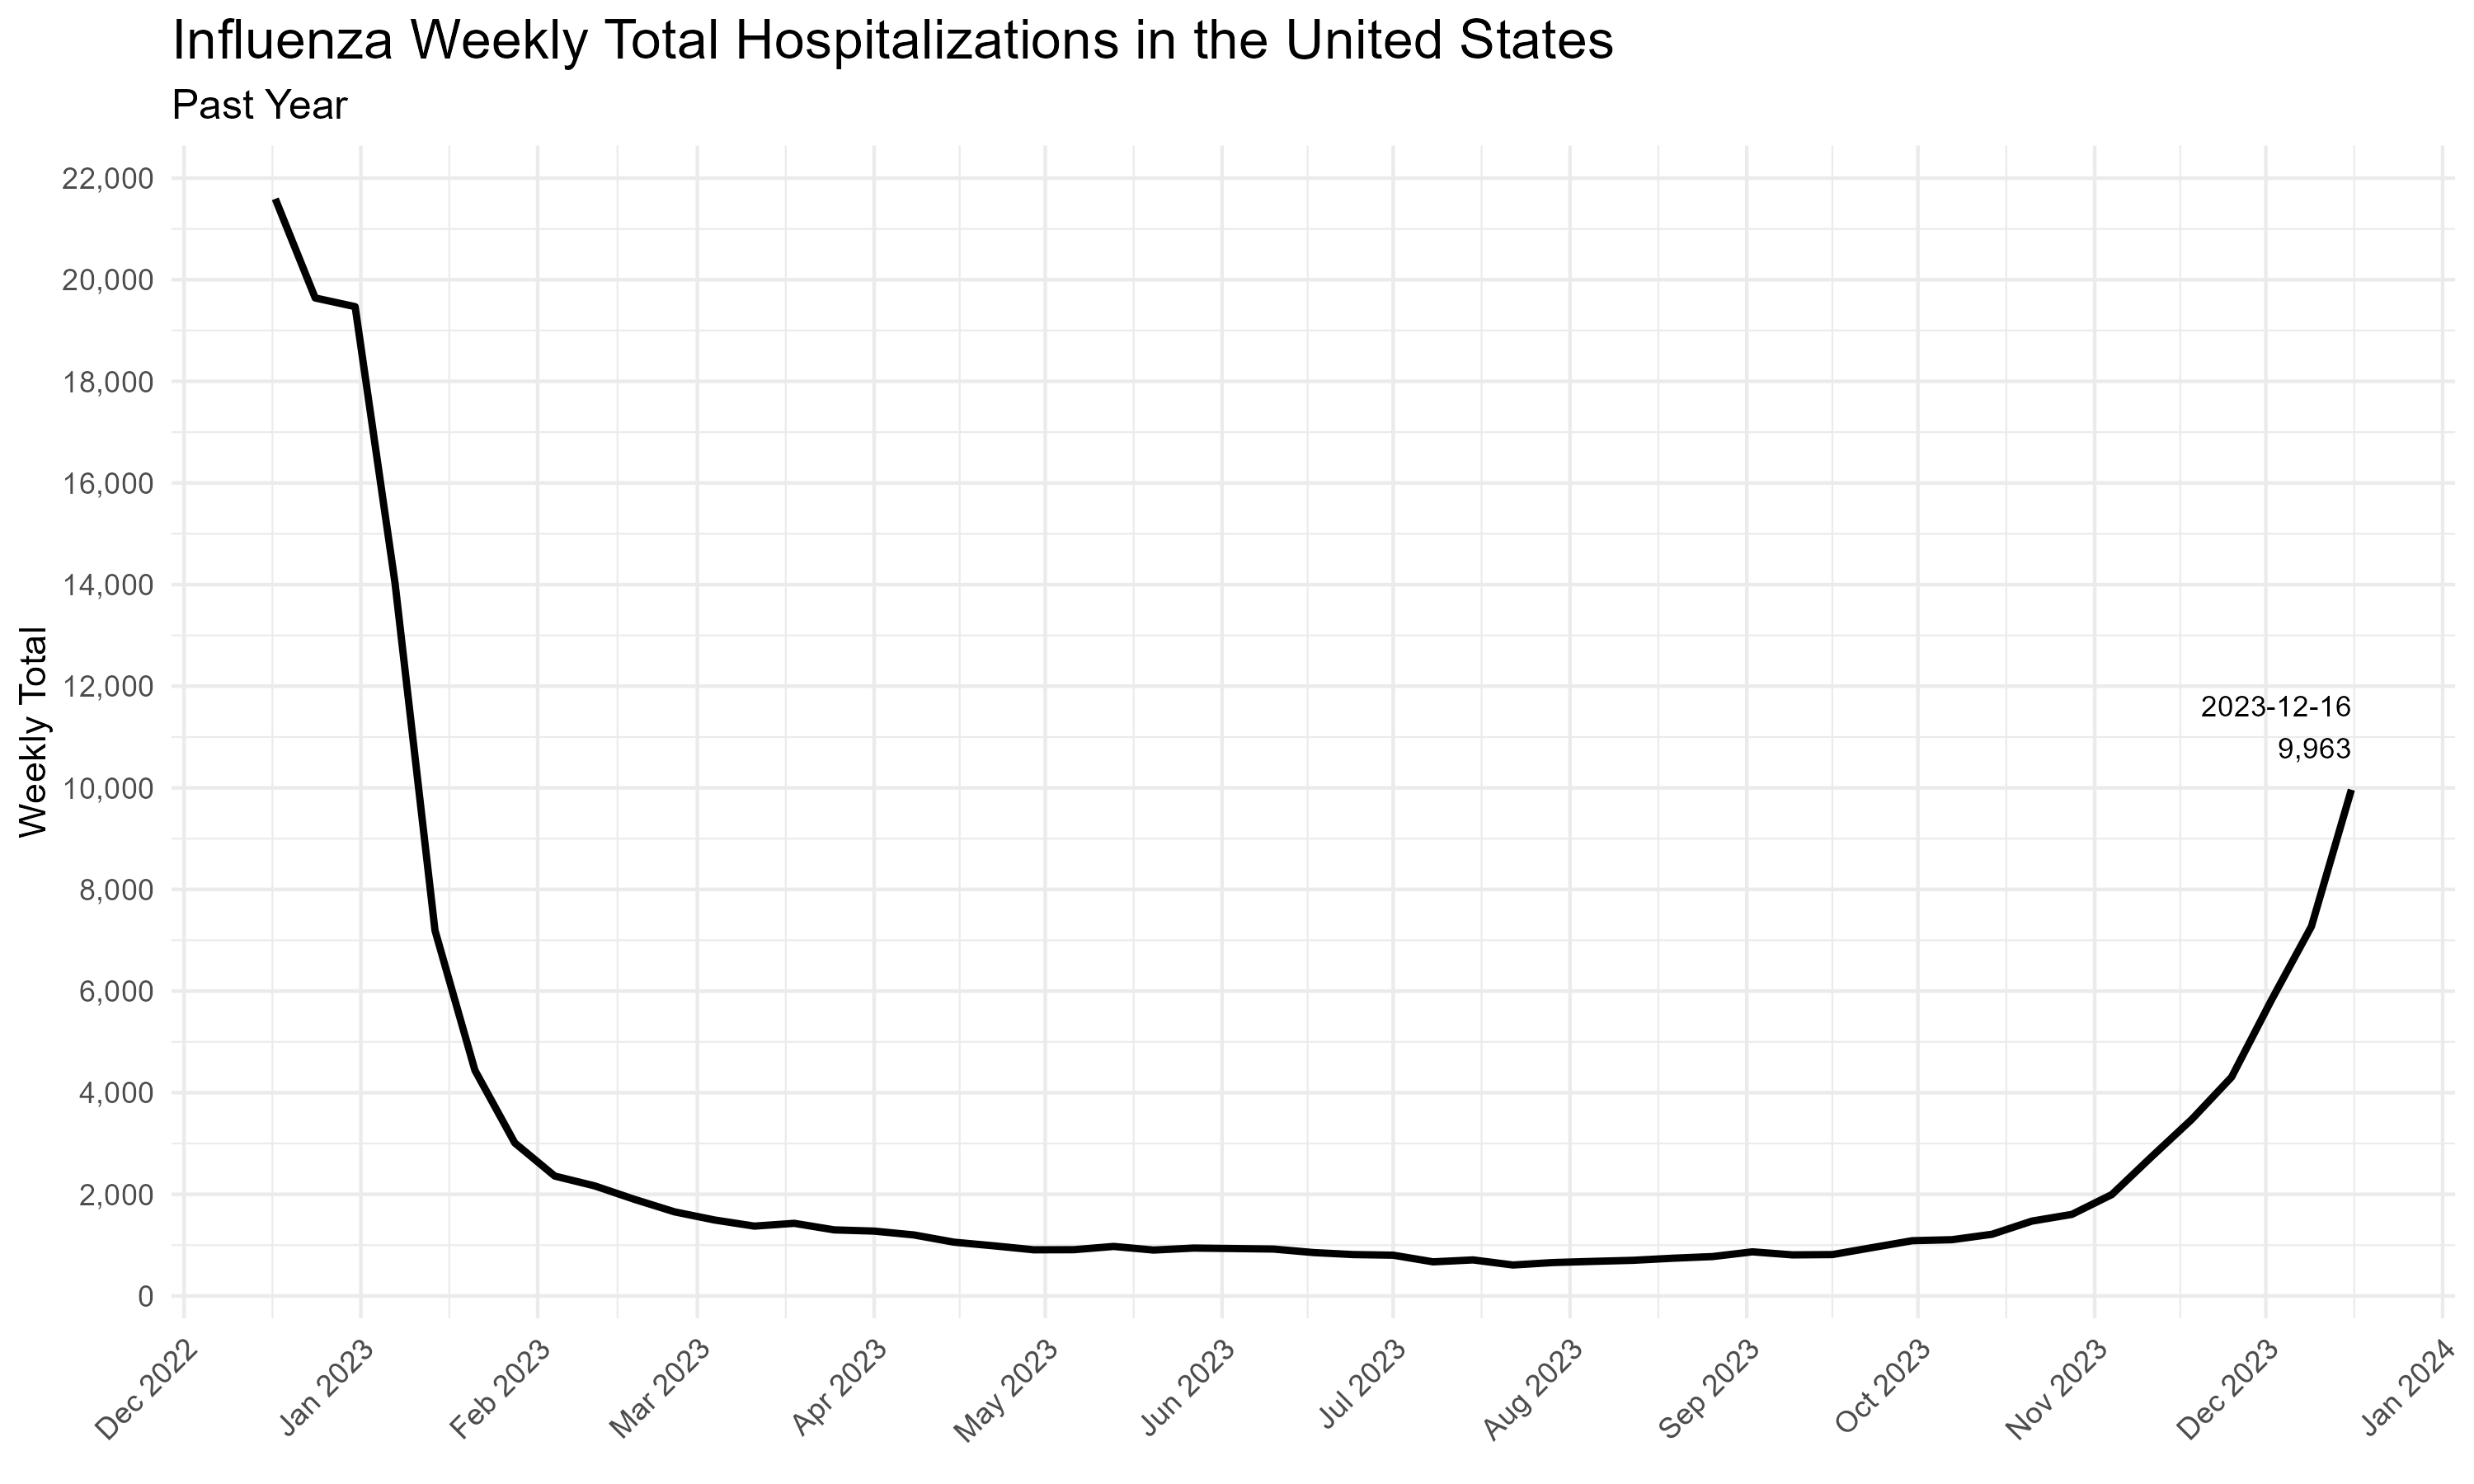 Influenza Weekly Total Hospitalizations in the United States
Past Year
Weekly Total
22,000
20,000
18,000
16,000
14,000
12,000
10,000
8,000
6,000
4,000
2,000
0
2023-12-16
9,963
Dec 2022
Jan 2023
Feb 2023
Mar 2023
Apr 2023
May 2023
Jun 2023
Jul 2023
Aug 2023
Sep 2023
Oct 2023
Nov 2023
Dec 2023
Jan 2024